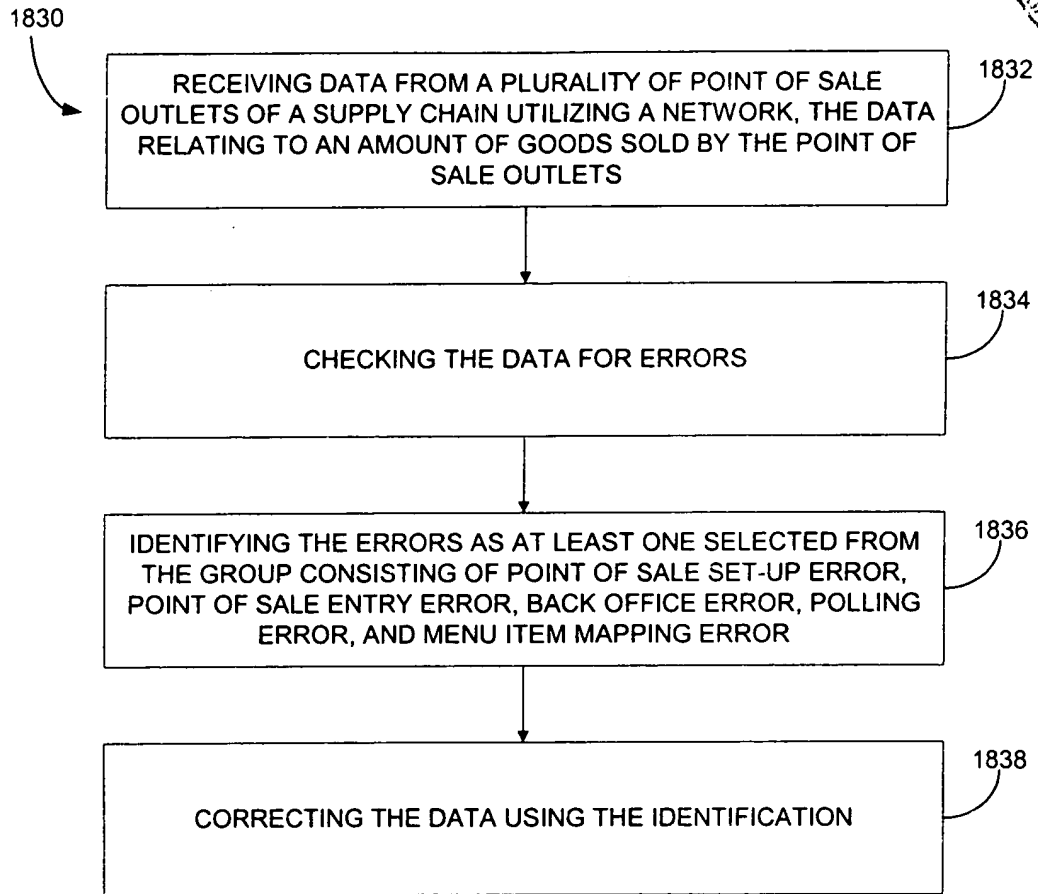 1830
RECEIVING DATA FROM A PLURALITY OF POINT OF SALE
OUTLETS OF A SUPPLY CHAIN UTILIZING A NETWORK, THE DATA
RELATING TO AN AMOUNT OF GOODS SOLD BY THE POINT OF
SALE OUTLETS
1832
CHECKING THE DATA FOR ERRORS
1834
IDENTIFYING THE ERRORS AS AT LEAST ONE SELECTED FROM
THE GROUP CONSISTING OF POINT OF SALE SET-UP ERROR,
POINT OF SALE ENTRY ERROR, BACK OFFICE ERROR, POLLING
ERROR, AND MENU ITEM MAPPING ERROR
1836
CORRECTING THE DATA USING THE IDENTIFICATION
1838